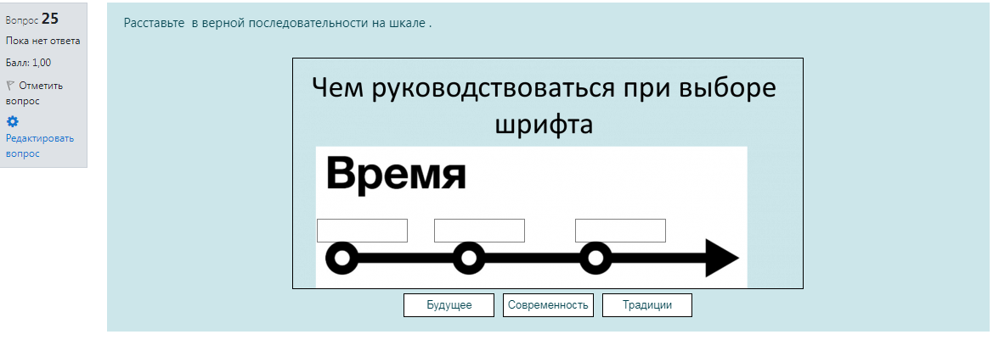 Вопрос 25
Пока нет ответа
Балл: 1,00
Отметить
вопрос
Редактировать
вопрос
Расставьте в верной последовательности на шкале .
Чем руководствоваться при выборе
шрифта
Время
Будущее
Современность
Традиции